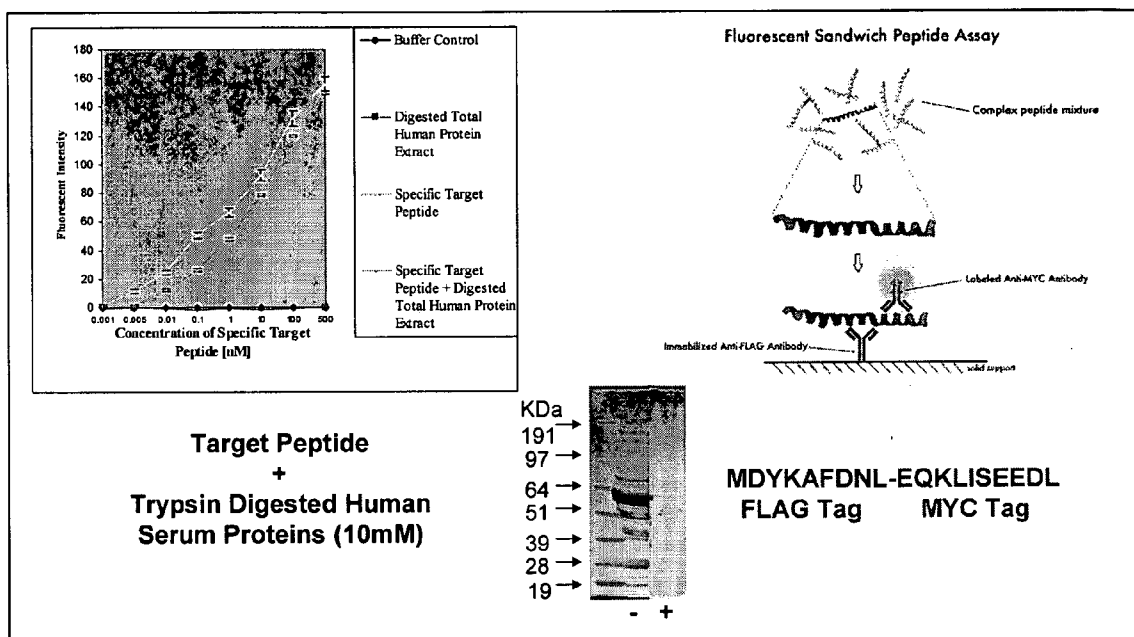 180
160
140
120
100
80
60
40
20
0
Fluorescent Intensity
0.001 0.005 0.01 0.1 1 10 100 500
Concentration of Specific Target
Peptide [nM]
Buffer Control
Digested Total
Human Protein
Extract
Specific Target
Peptide
Specific Target
Peptide + Digested
Total Human Protein
Extract
Fluorescent Sandwich Peptide Assay
Complex peptide mixture
Labeled Anti-MYC Antibody
Immobilized Anti-FLAG Antibody
solid support
Target Peptide
+
Trypsin Digested Human
Serum Proteins (10mM)
KDa
191
97
64
51
39
28
19
- +
MDYKAFDNL-EQKLISEEDL
FLAG Tag MYC Tag